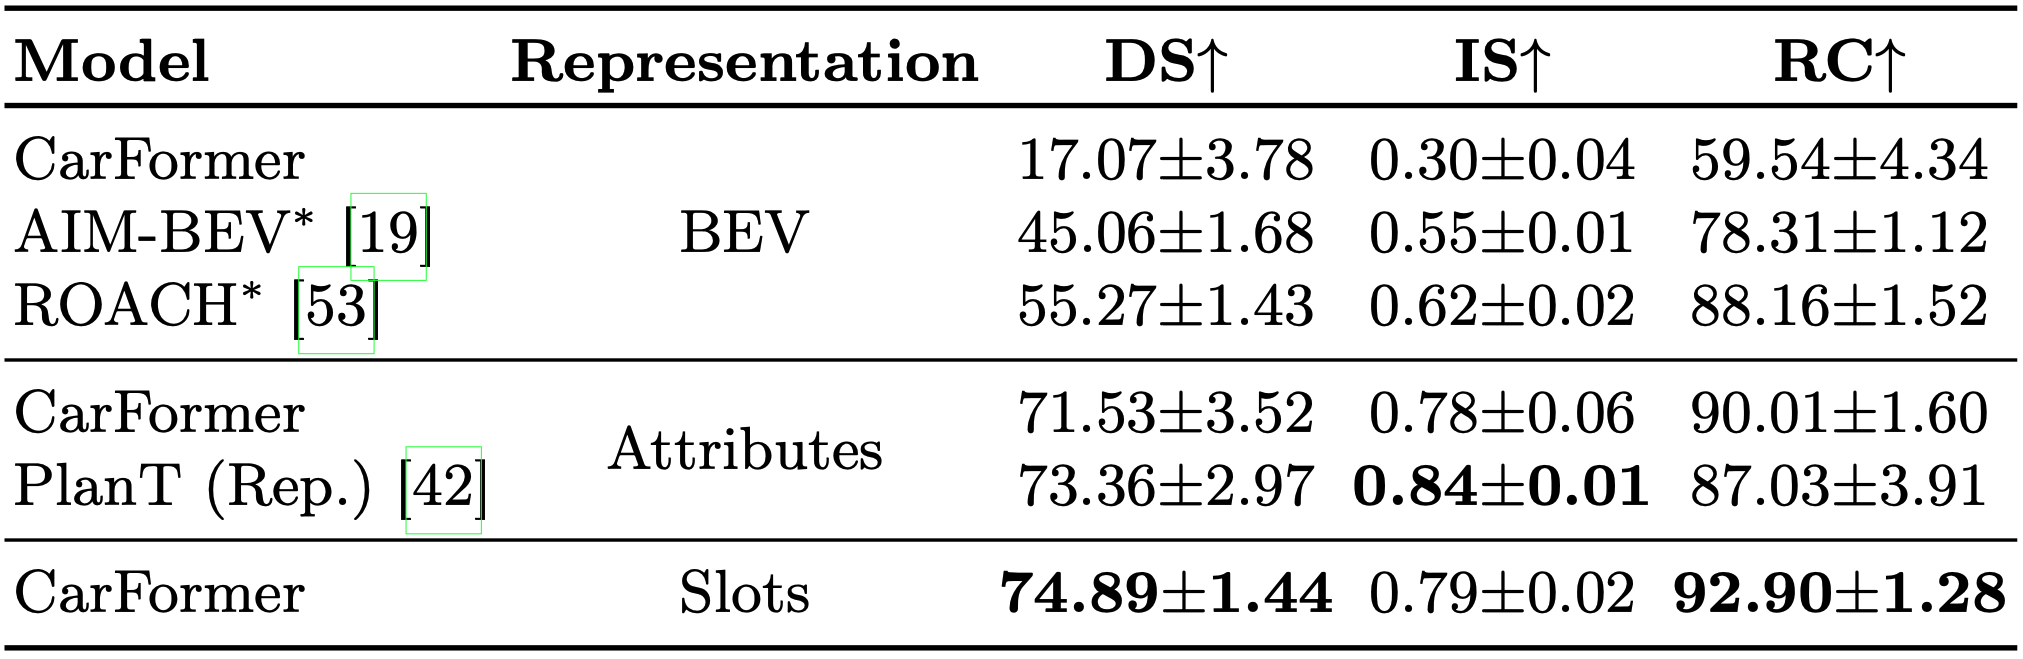 Model Representation DS↑ IS↑ RC↑
CarFormer 17.07±3.78 0.30±0.04 59.54±4.34
AIM-BEV* [19] BEV 45.06±1.68 0.55±0.01 78.31±1.12
ROACH* [53] 55.27±1.43 0.62±0.02 88.16±1.52
CarFormer 71.53±3.52 0.78±0.06 90.01±1.60
Attributes
PlanT (Rep.) [42] 73.36±2.97 0.84±0.01 87.03±3.91
CarFormer Slots 74.89±1.44 0.79±0.02 92.90±1.28